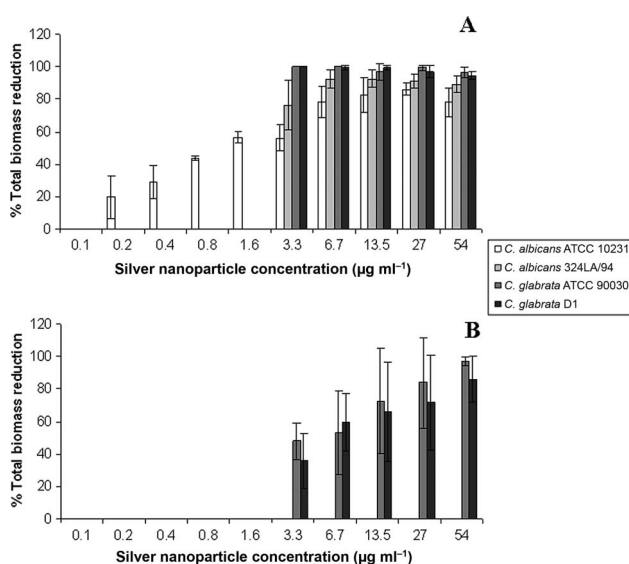 A
120
100
80
60
40
20
0
% Total biomass reduction
0.1 0.2 0.4 0.8 1.6 3.3 6.7 13.5 27 54
Silver nanoparticle concentration (µg ml⁻¹)
C. albicans ATCC 10231
C. albicans 324LA/94
C. glabrata ATCC 90030
C. glabrata D1
B
120
100
80
60
40
20
0
% Total biomass reduction
0.1 0.2 0.4 0.8 1.6 3.3 6.7 13.5 27 54
Silver nanoparticle concentration (µg ml⁻¹)